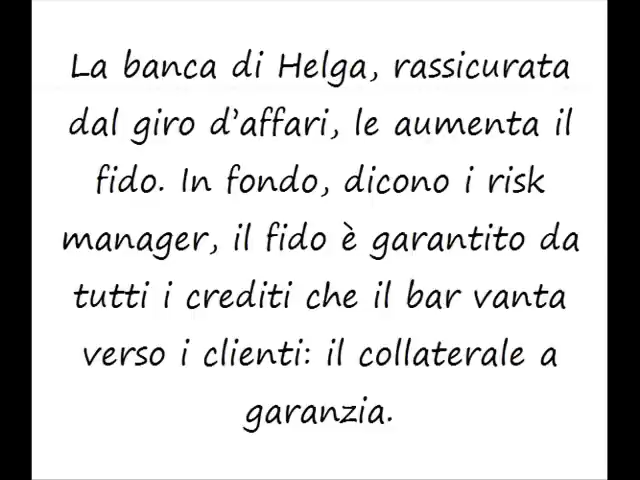 La banca di Helga, rassicurata
dal giro d'affari, le aumenta il
fido. In fondo, dicono i risk
manager, il fido è garantito da
tutti i crediti che il bar vanta
verso i clienti: il collaterale a
garanzia.